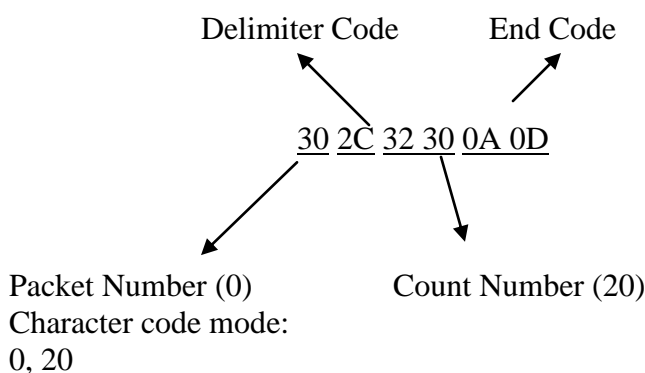 Delimiter Code End Code
30 2C 32 30 0A 0D
Packet Number (0) Count Number (20)
Character code mode:
0, 20